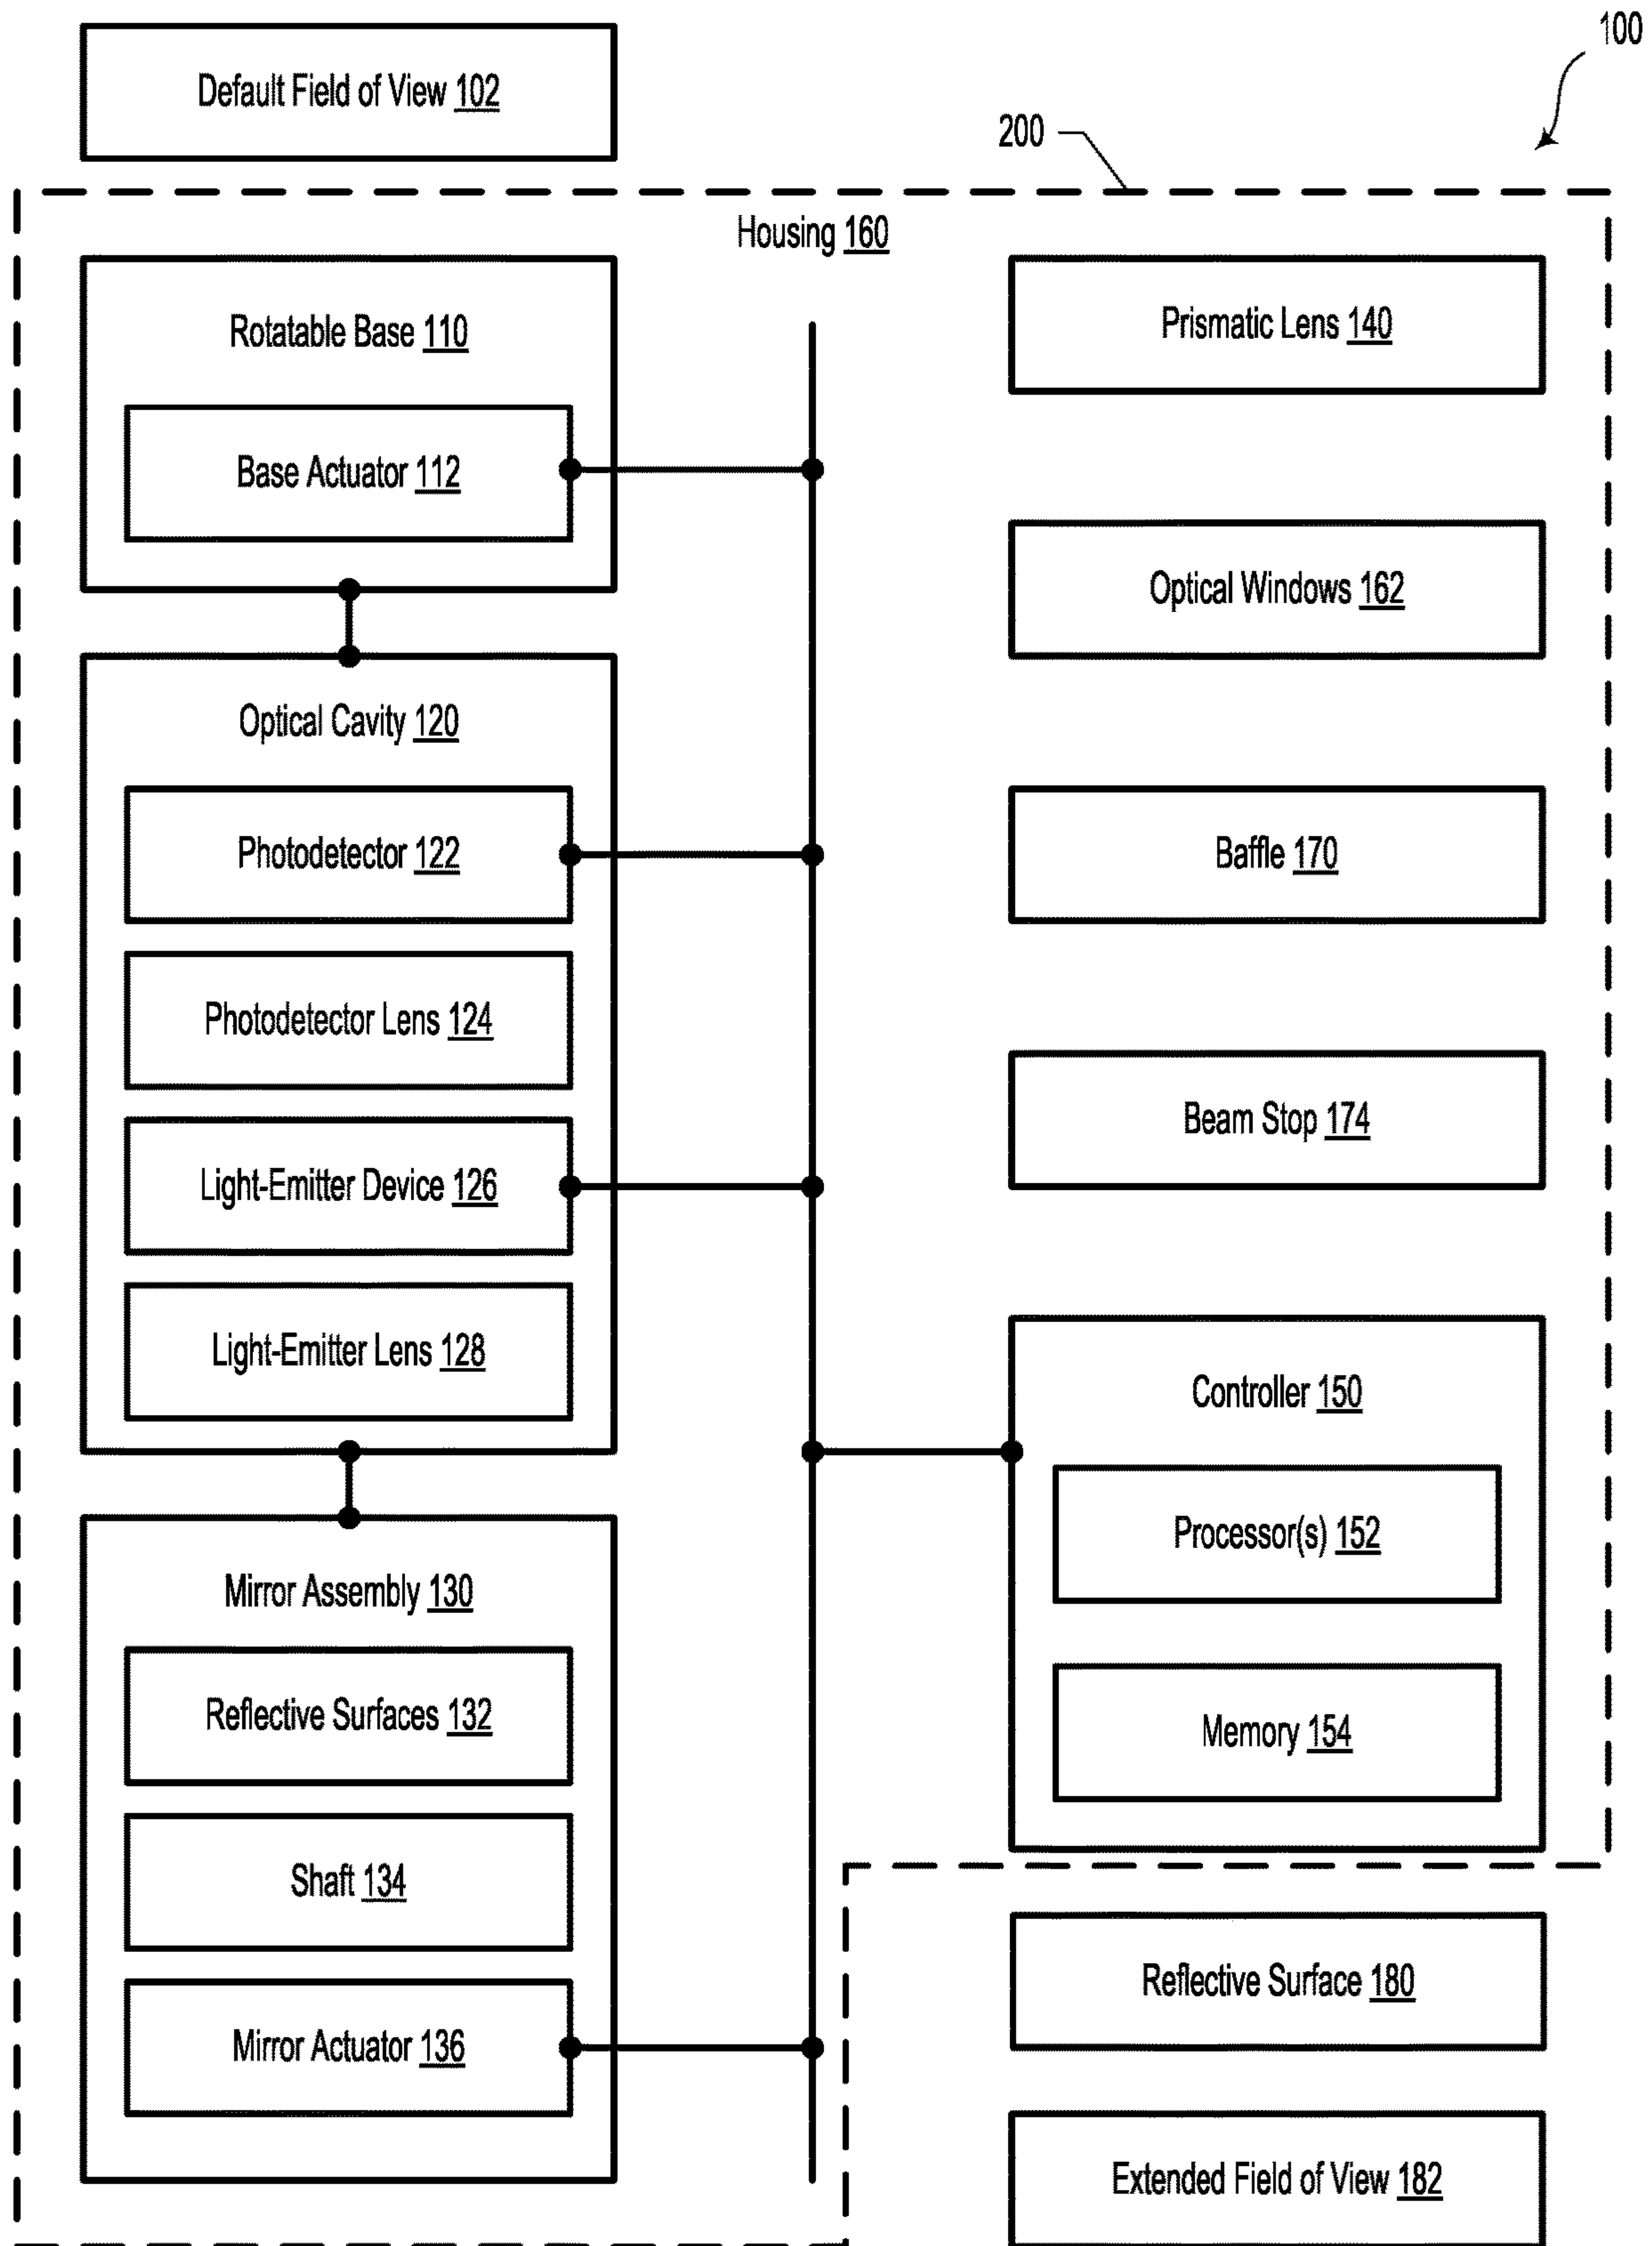 100
Default Field of View 102
200
Housing 160
Rotatable Base 110
Base Actuator 112
Optical Cavity 120
Photodetector 122
Photodetector Lens 124
Light-Emitter Device 126
Light-Emitter Lens 128
Mirror Assembly 130
Reflective Surfaces 132
Shaft 134
Mirror Actuator 136
Prismatic Lens 140
Optical Windows 162
Baffle 170
Beam Stop 174
Controller 150
Processor(s) 152
Memory 154
Reflective Surface 180
Extended Field of View 182